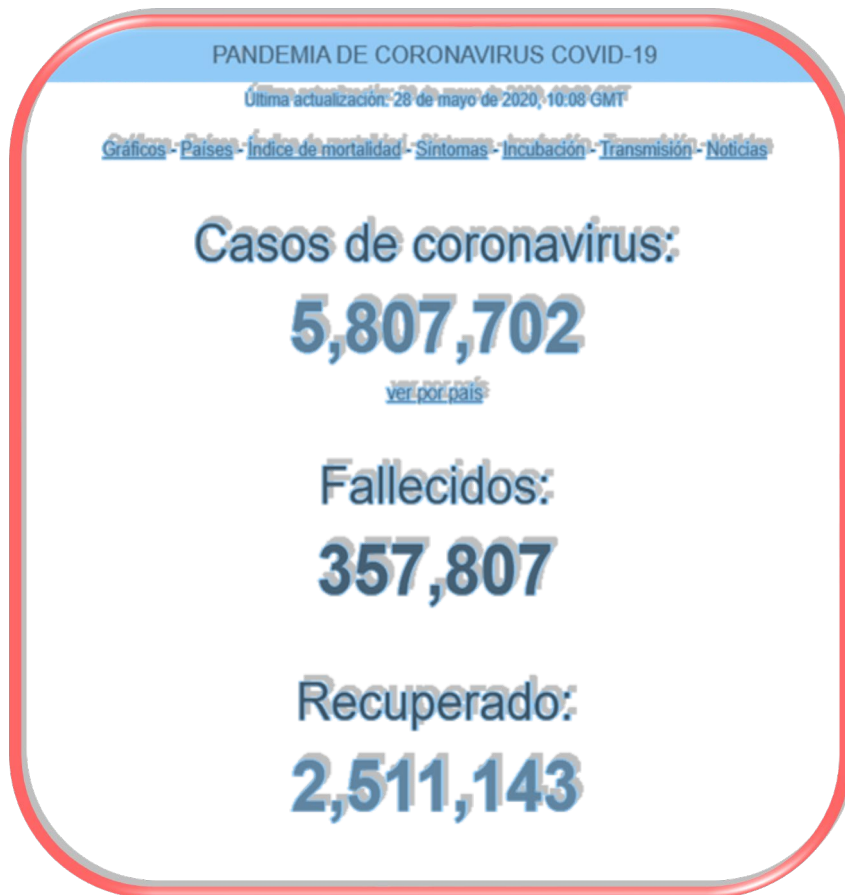 PANDEMIA DE CORONAVIRUS COVID-19
Última actualización: 28 de mayo de 2020, 10:08 GMT
Gráficos - Países - Índice de mortalidad - Síntomas - Incubación - Transmisión - Noticias
Casos de coronavirus:
5,807,702
ver por país
Fallecidos:
357,807
Recuperado:
2,511,143